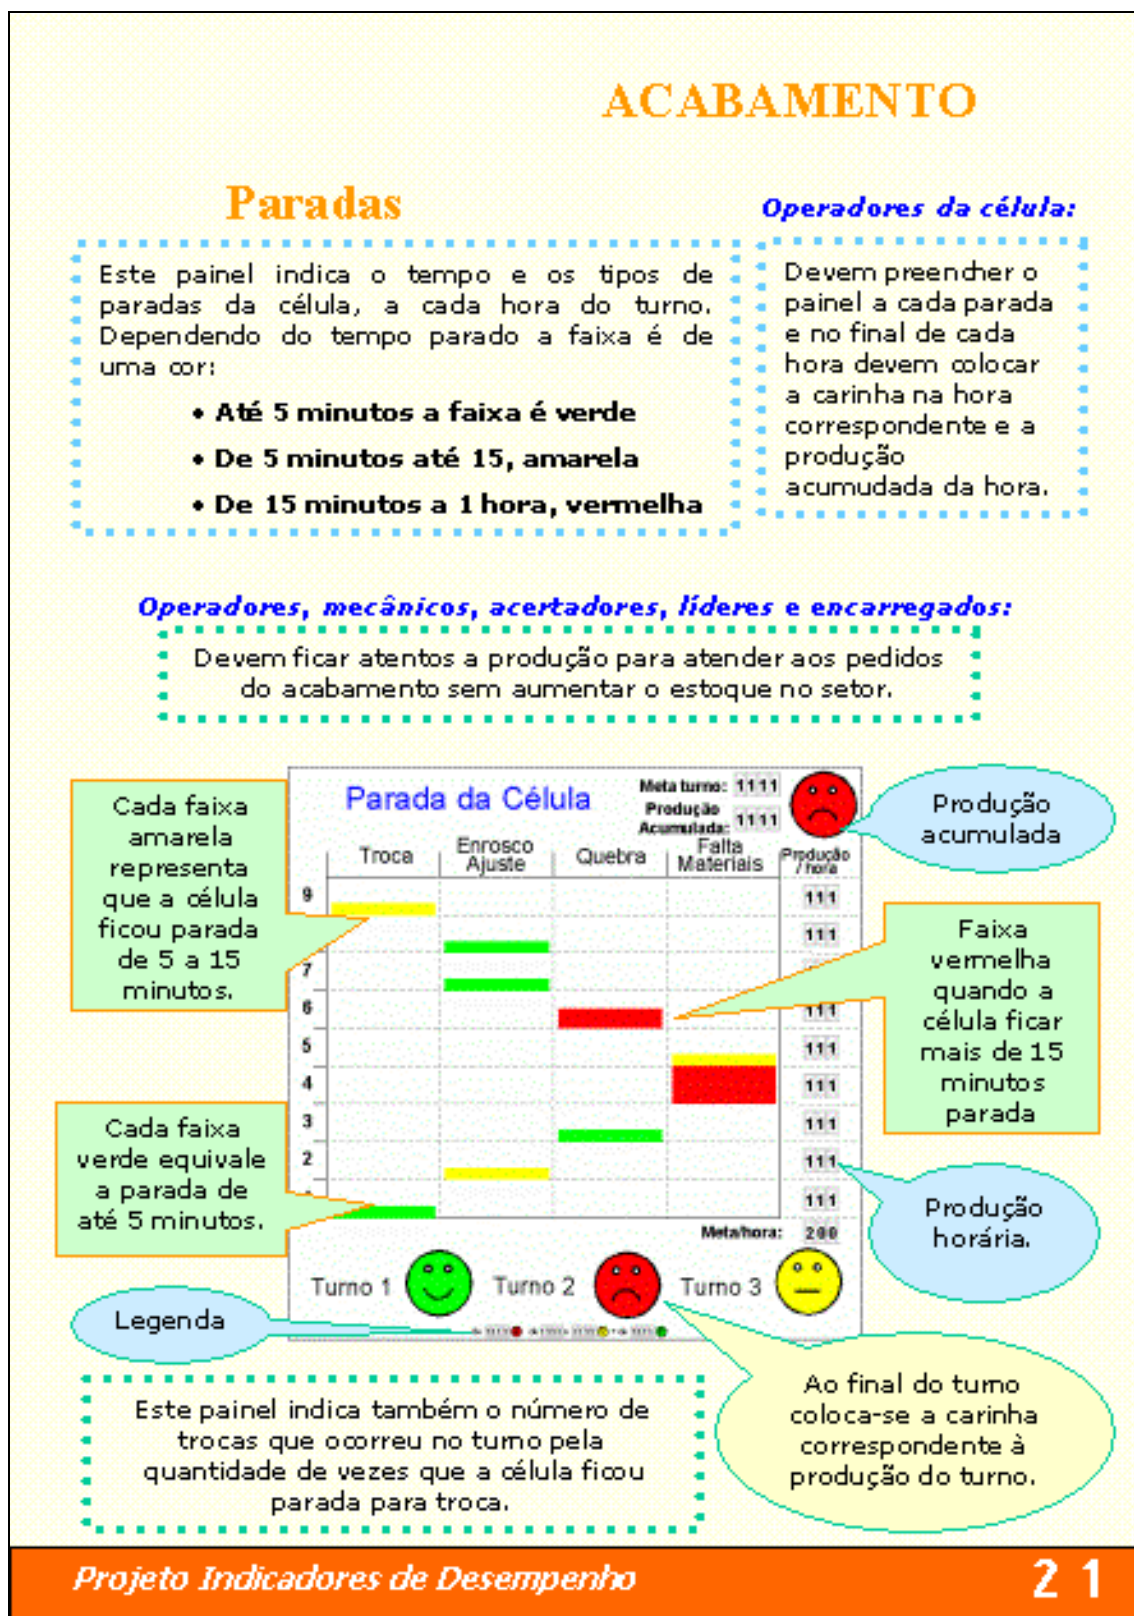 ACABAMENTO
Paradas
Operadores da célula:
Este painel indica o tempo e os tipos de
paradas da célula, a cada hora do turno.
Dependendo do tempo parado a faixa é de
uma cor:
• Até 5 minutos a faixa é verde
• De 5 minutos até 15, amarela
• De 15 minutos a 1 hora, vermelha
Devem preencher o
painel a cada parada
e no final de cada
hora devem colocar
a carinha na hora
correspondente e a
produção
acumudada da hora.
Operadores, mecânicos, acertadores, líderes e encarregados:
Devem ficar atentos a produção para atender aos pedidos
do acabamento sem aumentar o estoque no setor.
Cada faixa
amarela
representa
que a célula
ficou parada
de 5 a 15
minutos.
Cada faixa
verde equivale
a parada de
até 5 minutos.
Legenda
Parada da Célula
Meta turno: 1111
Produção
Acumulada: 1111
Troca
Enrosco
Ajuste
Quebra
Falta
Materiais
Produção
/ hora
9 111
111
7
6 111
5 111
4 111
3 111
2 111
111
Meta/hora: 200
Turno 1
Turno 2
Turno 3
Produção
acumulada
Faixa
vermelha
quando a
célula ficar
mais de 15
minutos
parada
Produção
horária.
Ao final do turno
coloca-se a carinha
correspondente à
produção do turno.
Este painel indica também o número de
trocas que ocorreu no turno pela
quantidade de vezes que a célula ficou
parada para troca.
Projeto Indicadores de Desempenho
2 1